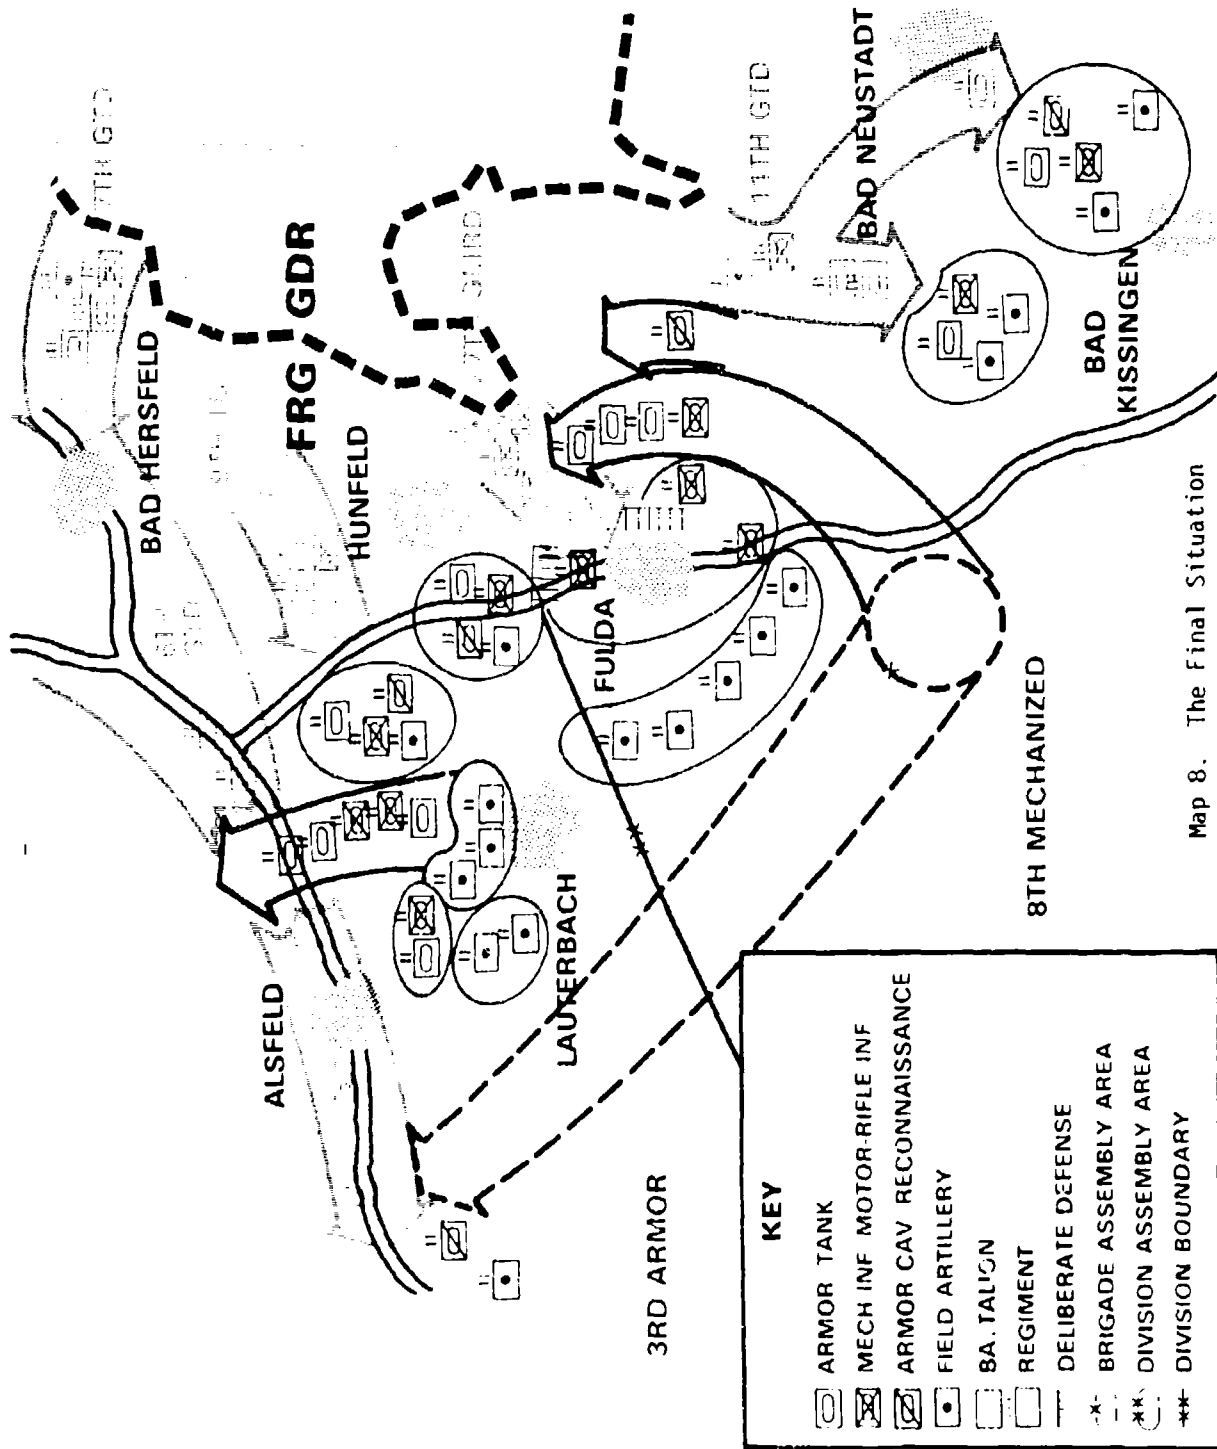 7TH GTD
BAD HERSFELD
FRG GDR
HUNFELD
11TH GTD
BAD NEUSTADT
ALSFELD
FULDA
BAD
KISSINGEN
LAUTERBACH
3RD ARMOR
8TH MECHANIZED
KEY
ARMOR TANK
MECH INF MOTOR-RIFLE INF
ARMOR CAV RECONNAISSANCE
FIELD ARTILLERY
REGIMENT
DELIBERATE DEFENSE
BRIGADE ASSEMBLY AREA
DIVISION ASSEMBLY AREA
DIVISION BOUNDARY
Map 8. The Final Situation